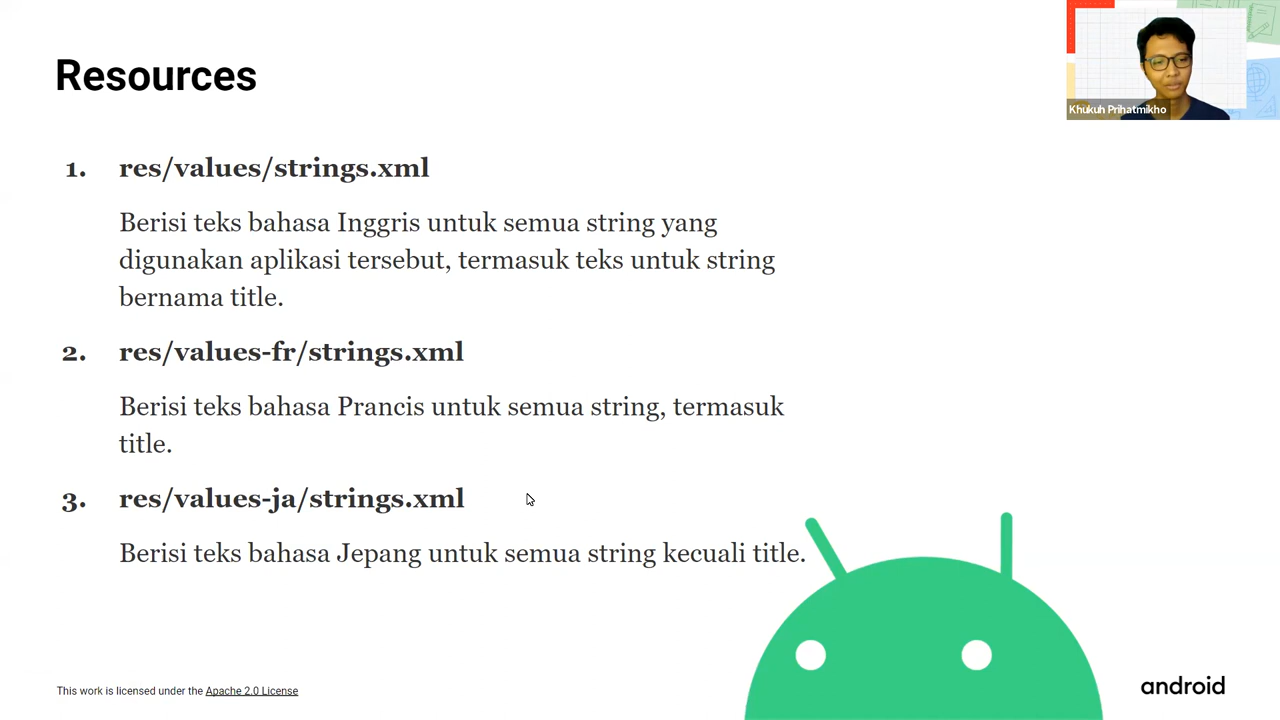 Resources
Khukuh Prihatmikho
1. res/values/strings.xml
Berisi teks bahasa Inggris untuk semua string yang
digunakan aplikasi tersebut, termasuk teks untuk string
bernama title.
2. res/values-fr/strings.xml
Berisi teks bahasa Prancis untuk semua string, termasuk
title.
3. res/values-ja/strings.xml
Berisi teks bahasa Jepang untuk semua string kecuali title.
This work is licensed under the Apache 2.0 License
android